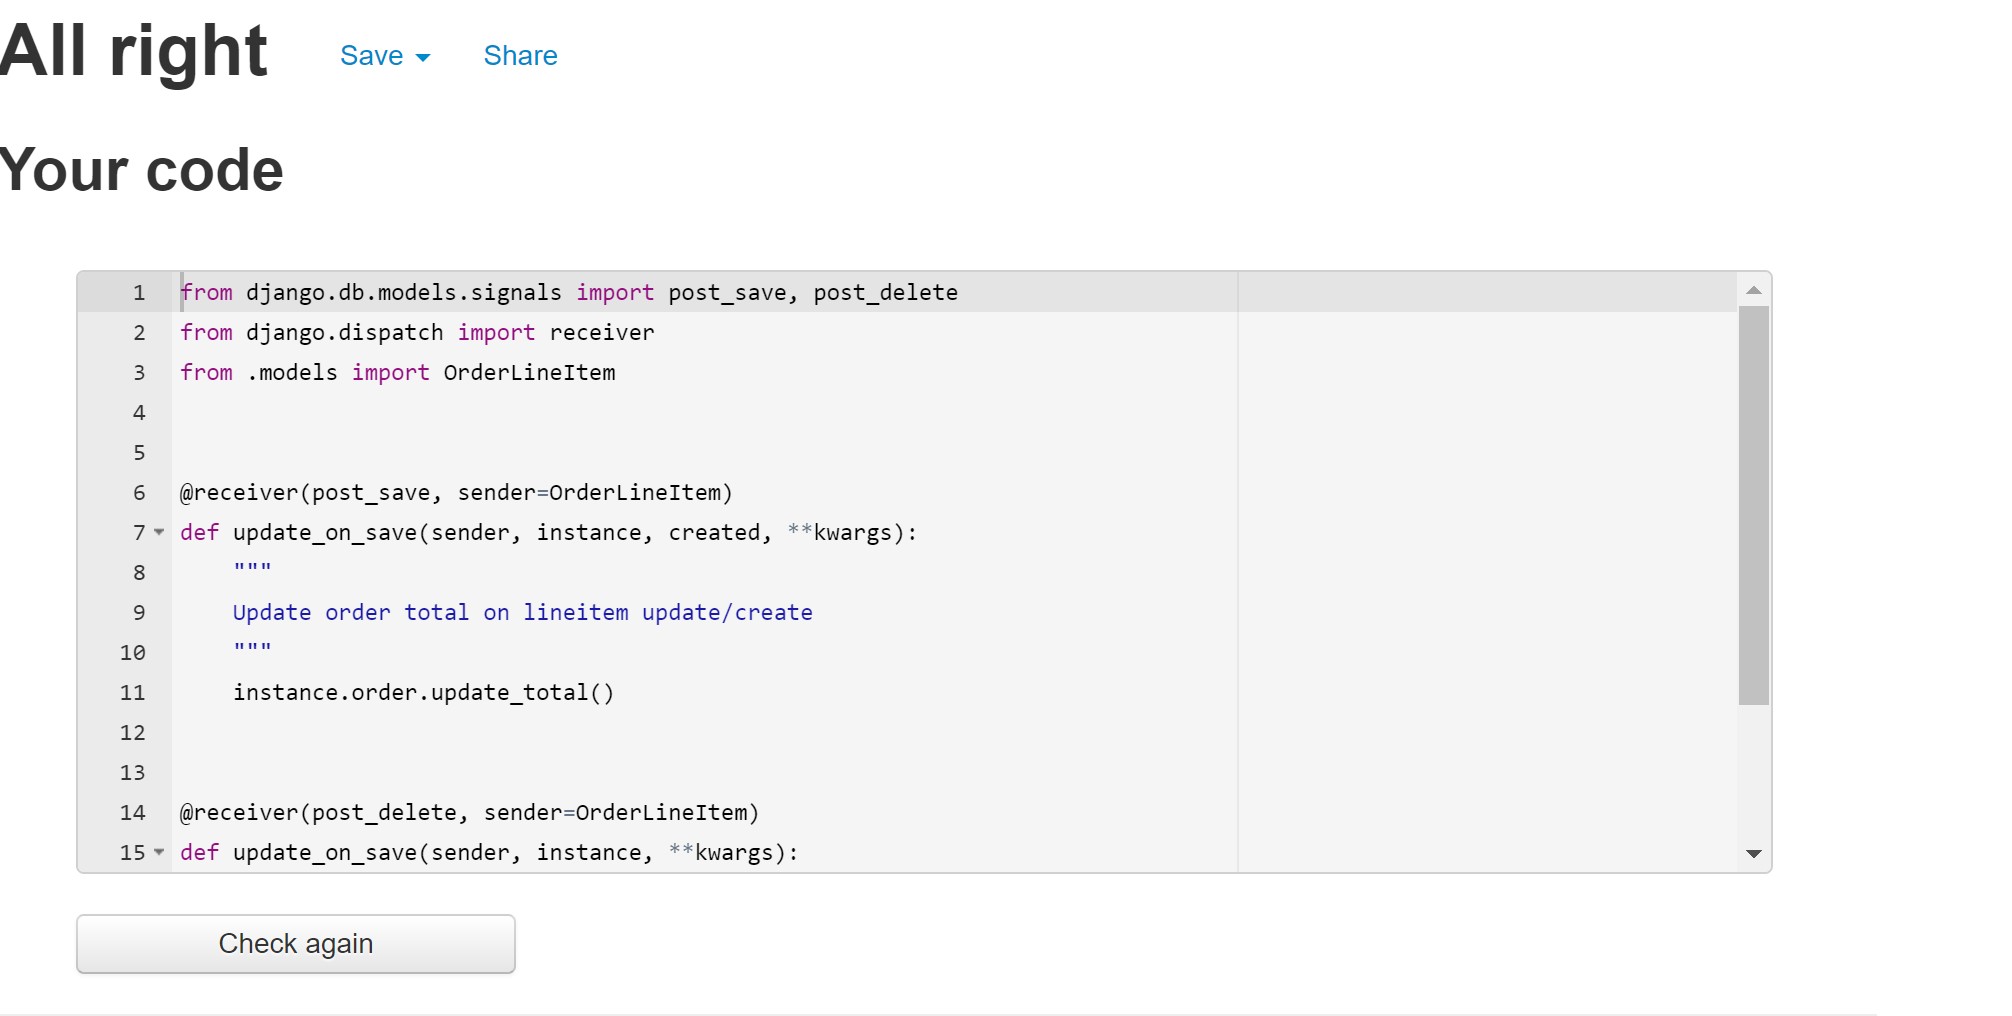 All right Save Share
Your code
1 from django.db.models.signals import post_save, post_delete
2 from django.dispatch import receiver
3 from .models import OrderLineItem
4
5
6 @receiver(post_save, sender=OrderLineItem)
7 def update_on_save(sender, instance, created, **kwargs):
8     """
9     Update order total on lineitem update/create
10     """
11     instance.order.update_total()
12
13
14 @receiver(post_delete, sender=OrderLineItem)
15 def update_on_save(sender, instance, **kwargs):
Check again